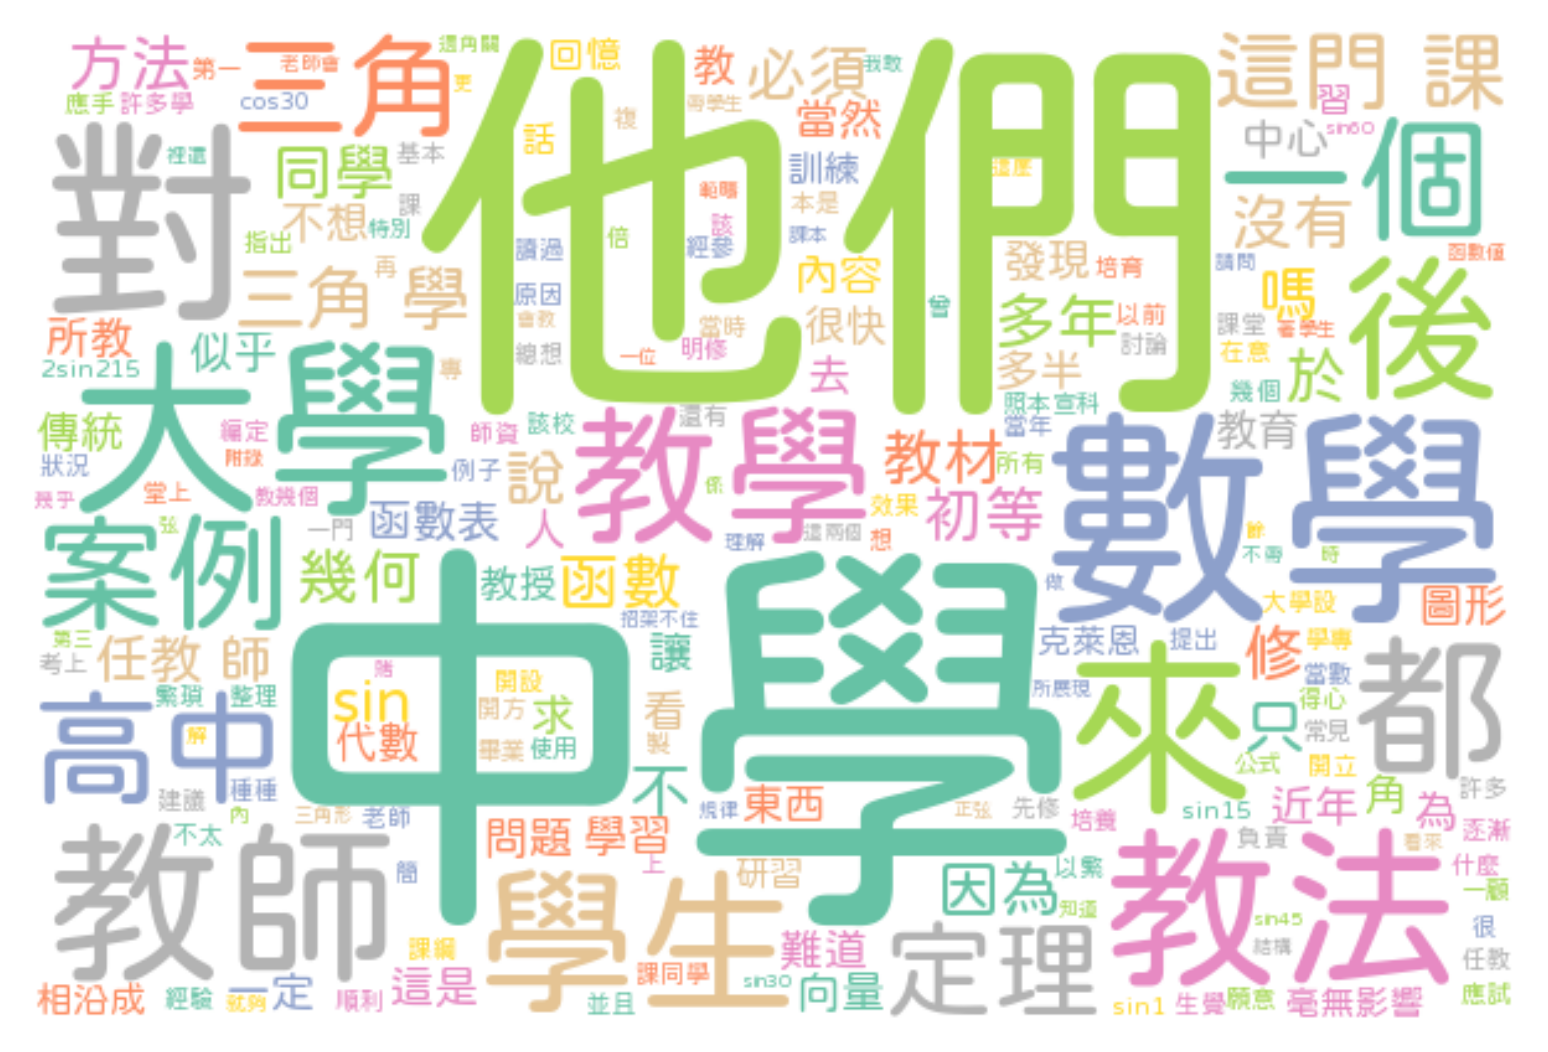 方法
第一
三角
老師會
這角關
他們
回憶
教
必須
我敢
這門 課
應手
許多學
cos30
更
話
複
當然
習
中心
sin60
一個
對
裡還
同學
基本
訓練
這麼
不想
特別
課
範疇
本是
沒有
指出
倍
該
課本
讀過
經參
發現
培育
請問
函數值
三角 學
再
原因
會教
內容
曾
多年
以前
嗎
後
所教
似乎
總想
當時
很快
課堂
著學生
一位
明修
討論
在意
2sin215
大學
專
去
多半
幾個
於
傳統
編定
師資
該校
還有
照本宣科
當年
教育
狀況
附錄
例子
說
教學
教材
所有
數學
幾乎
堂上
教幾個
係
效果
初等
案例
弦
一門
函數表
人
理解
這兩個
想
餘
不需
時
幾何
中學
教授
函數
做
大學設
圖形
第三
招架不住
克萊恩
提出
修
學專
考上
任教 師
讓
當數
都
賭
開設
所展現
來
得心
繁瑣
整理
sin
開方
求
看
只
常見
高中
解
代數
畢業
使用
製
公式
開立
建議
種種
不
規律
東西
正弦
先修
培養
sin15
近年
角
為
許多
內
三角形
老師
不太
問題
學習
負責
看來
逐漸
教師
簡
上
研習
因為
以繁
教法
什麼
一顧
學生
知道
sin45
很
課綱
難道
定理
結構
任教
相沿成
經驗
就夠
一定
順利
這是
課同學
並且
sin30
向量
sin1
生覺
願意
毫無影響
應試